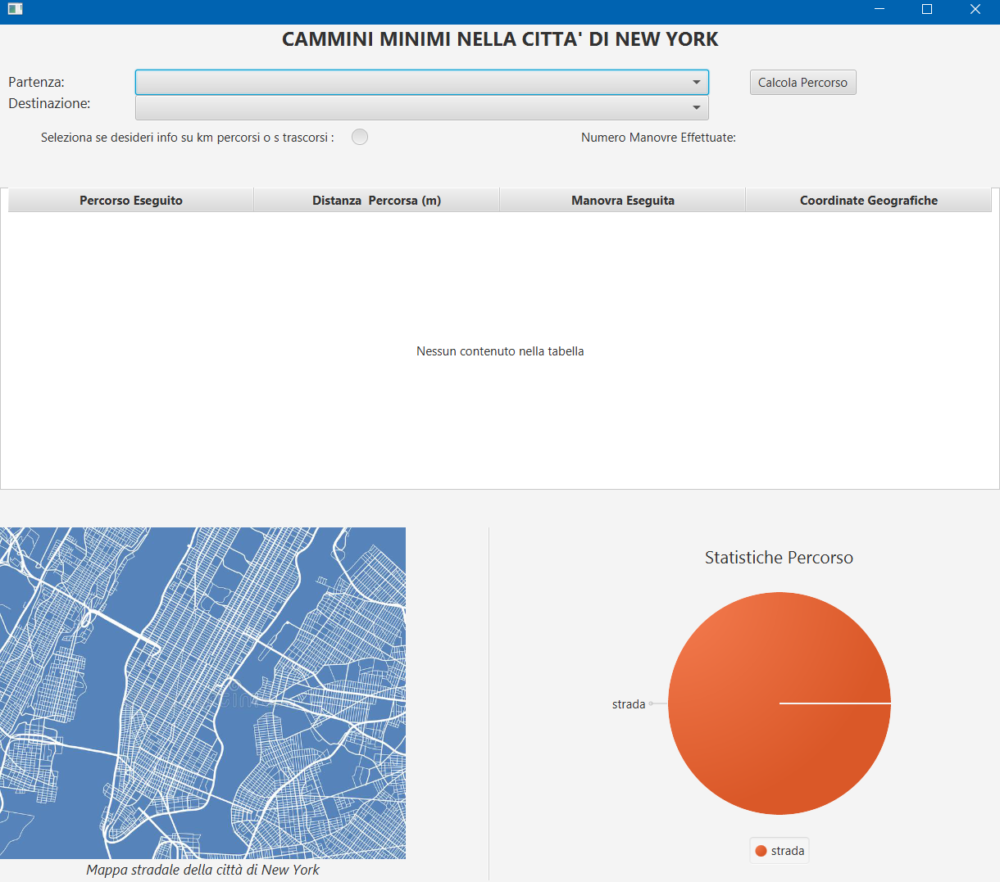 CAMMINI MINIMI NELLA CITTA' DI NEW YORK
Partenza:
Calcola Percorso
Destinazione:
Seleziona se desideri info su km percorsi o s trascorsi :
Numero Manovre Effettuate:
Percorso Eseguito
Distanza  Percorsa (m)
Manovra Eseguita
Coordinate Geografiche
Nessun contenuto nella tabella
Statistiche Percorso
strada
strada
Mappa stradale della città di New York